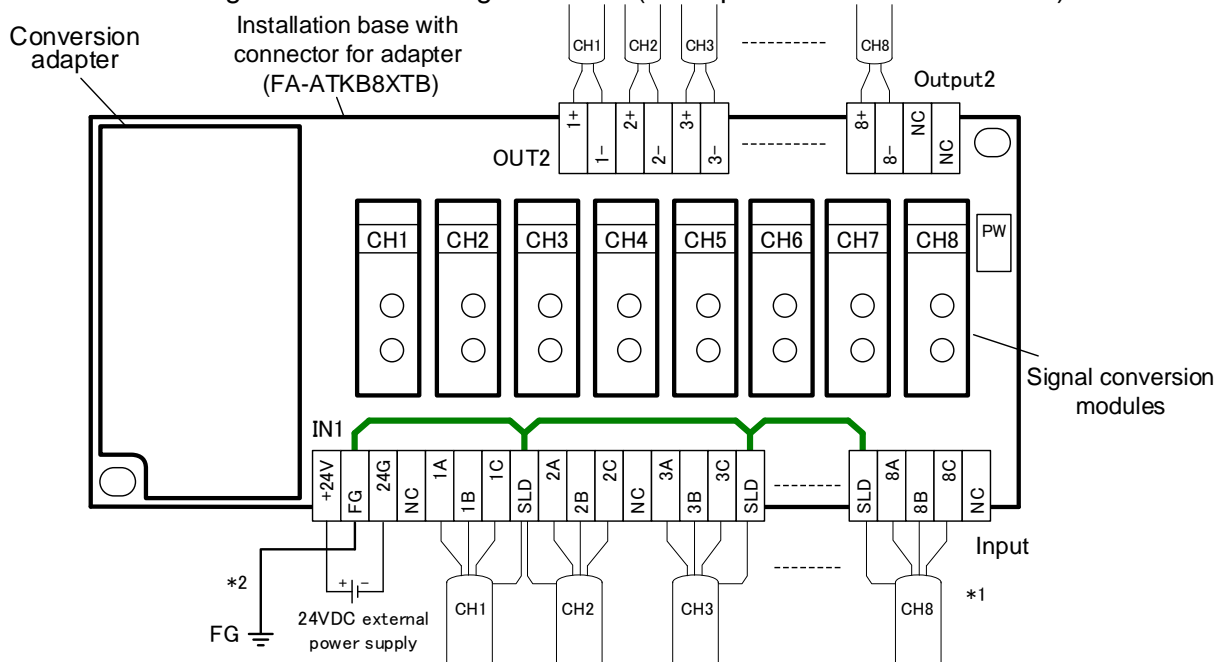 Conversion
adapter
Installation base with
connector for adapter
(FA-ATKB8XTB)
CH1
CH2
CH3
CH8
Output2
OUT2
1+
1-
2+
2-
3+
3-
8+
8-
NC
NC
PW
CH1
CH2
CH3
CH4
CH5
CH6
CH7
CH8
Signal conversion
modules
IN1
+24V
FG
24G
NC
1A
1B
1C
SLD
2A
2B
2C
NC
3A
3B
3C
SLD
SLD
8A
8B
8C
NC
Input
*2
+ -
FG
24VDC external
power supply
CH1
CH2
CH3
CH8
*1